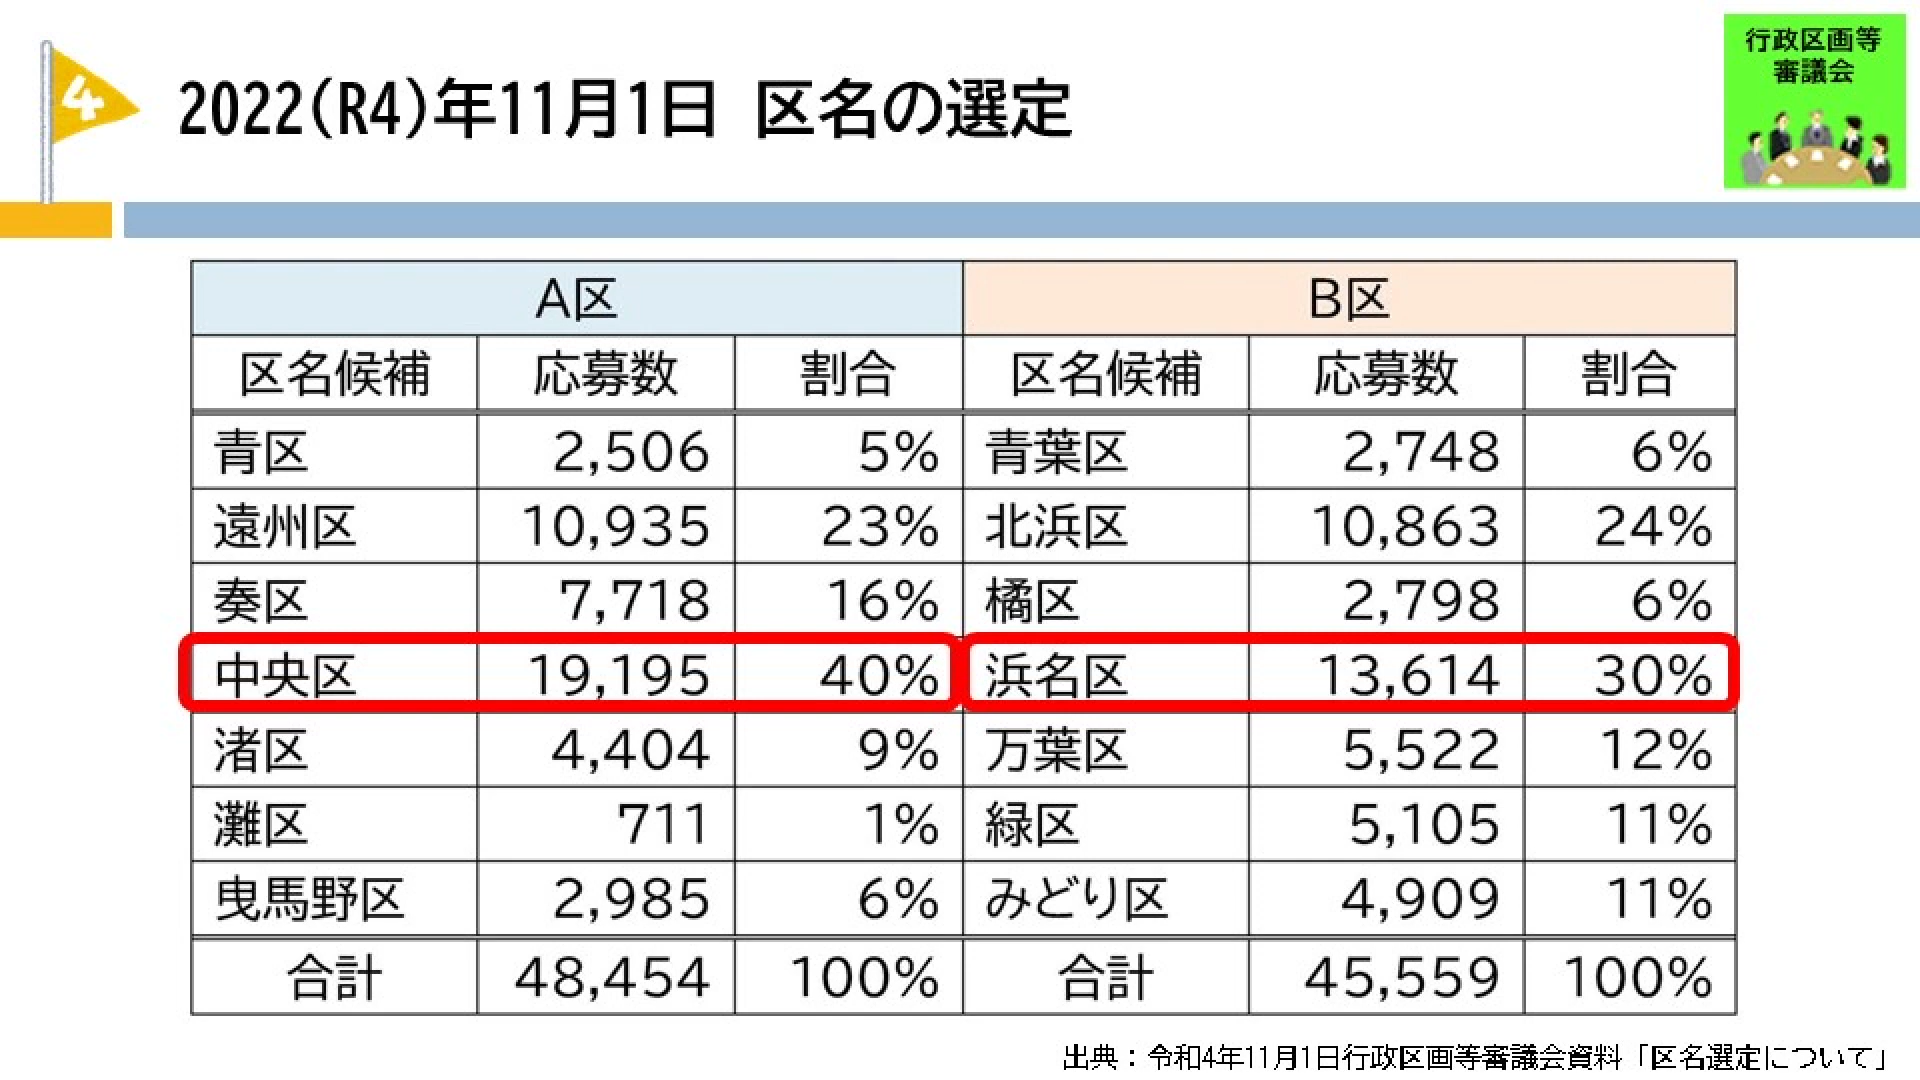 4
2022(R4)年11月1日 区名の選定
行政区画等
審議会
A区 B区
区名候補 応募数 割合 区名候補 応募数 割合
青区 2,506 5% 青葉区 2,748 6%
遠州区 10,935 23% 北浜区 10,863 24%
奏区 7,718 16% 橘区 2,798 6%
中央区 19,195 40% 浜名区 13,614 30%
渚区 4,404 9% 万葉区 5,522 12%
灘区 711 1% 緑区 5,105 11%
曳馬野区 2,985 6% みどり区 4,909 11%
合計 48,454 100% 合計 45,559 100%
出典：令和4年11月1日行政区画等審議会資料「区名選定について」